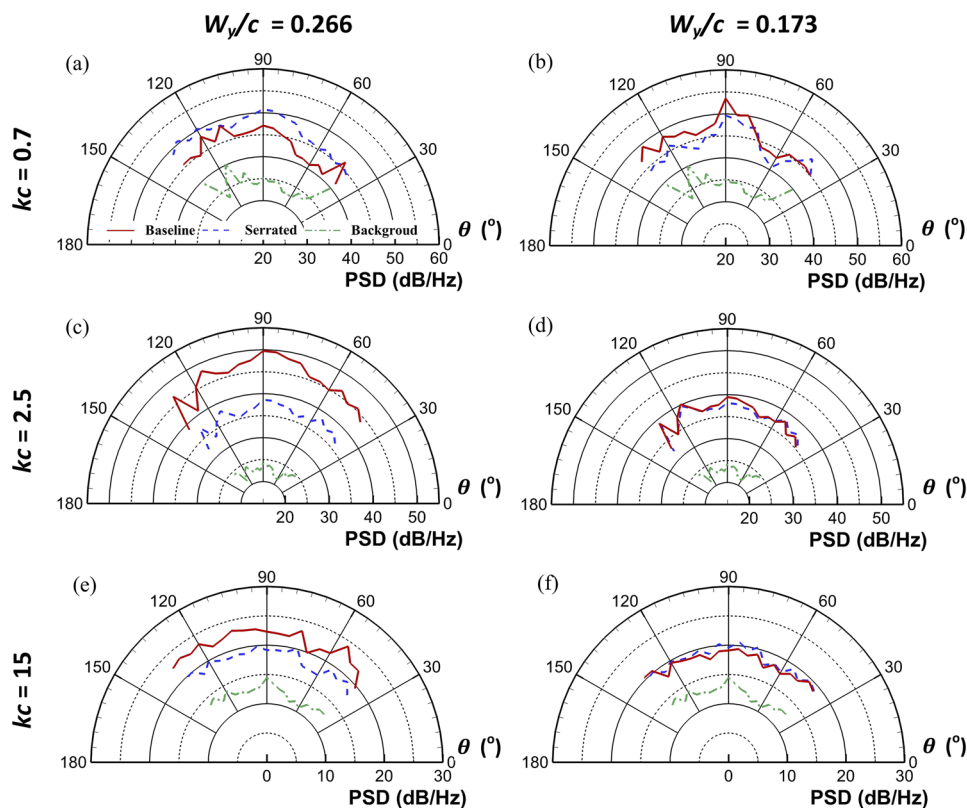 W_y/c = 0.266 W_y/c = 0.173
kc = 0.7
(a) 90 120 60 150 30 180 0 θ (°)
Baseline Serrated Backgroud
20 30 40 50 60
PSD (dB/Hz)
(b) 90 120 60 150 30 180 0 θ (°)
20 30 40 50 60
PSD (dB/Hz)
kc = 2.5
(c) 90 120 60 150 30 180 0 θ (°)
20 30 40 50
PSD (dB/Hz)
(d) 90 120 60 150 30 180 0 θ (°)
20 30 40 50
PSD (dB/Hz)
kc = 15
(e) 90 120 60 150 30 180 θ (°)
0 10 20 30
PSD (dB/Hz)
(f) 90 120 60 150 30 180 θ (°)
0 10 20 30
PSD (dB/Hz)